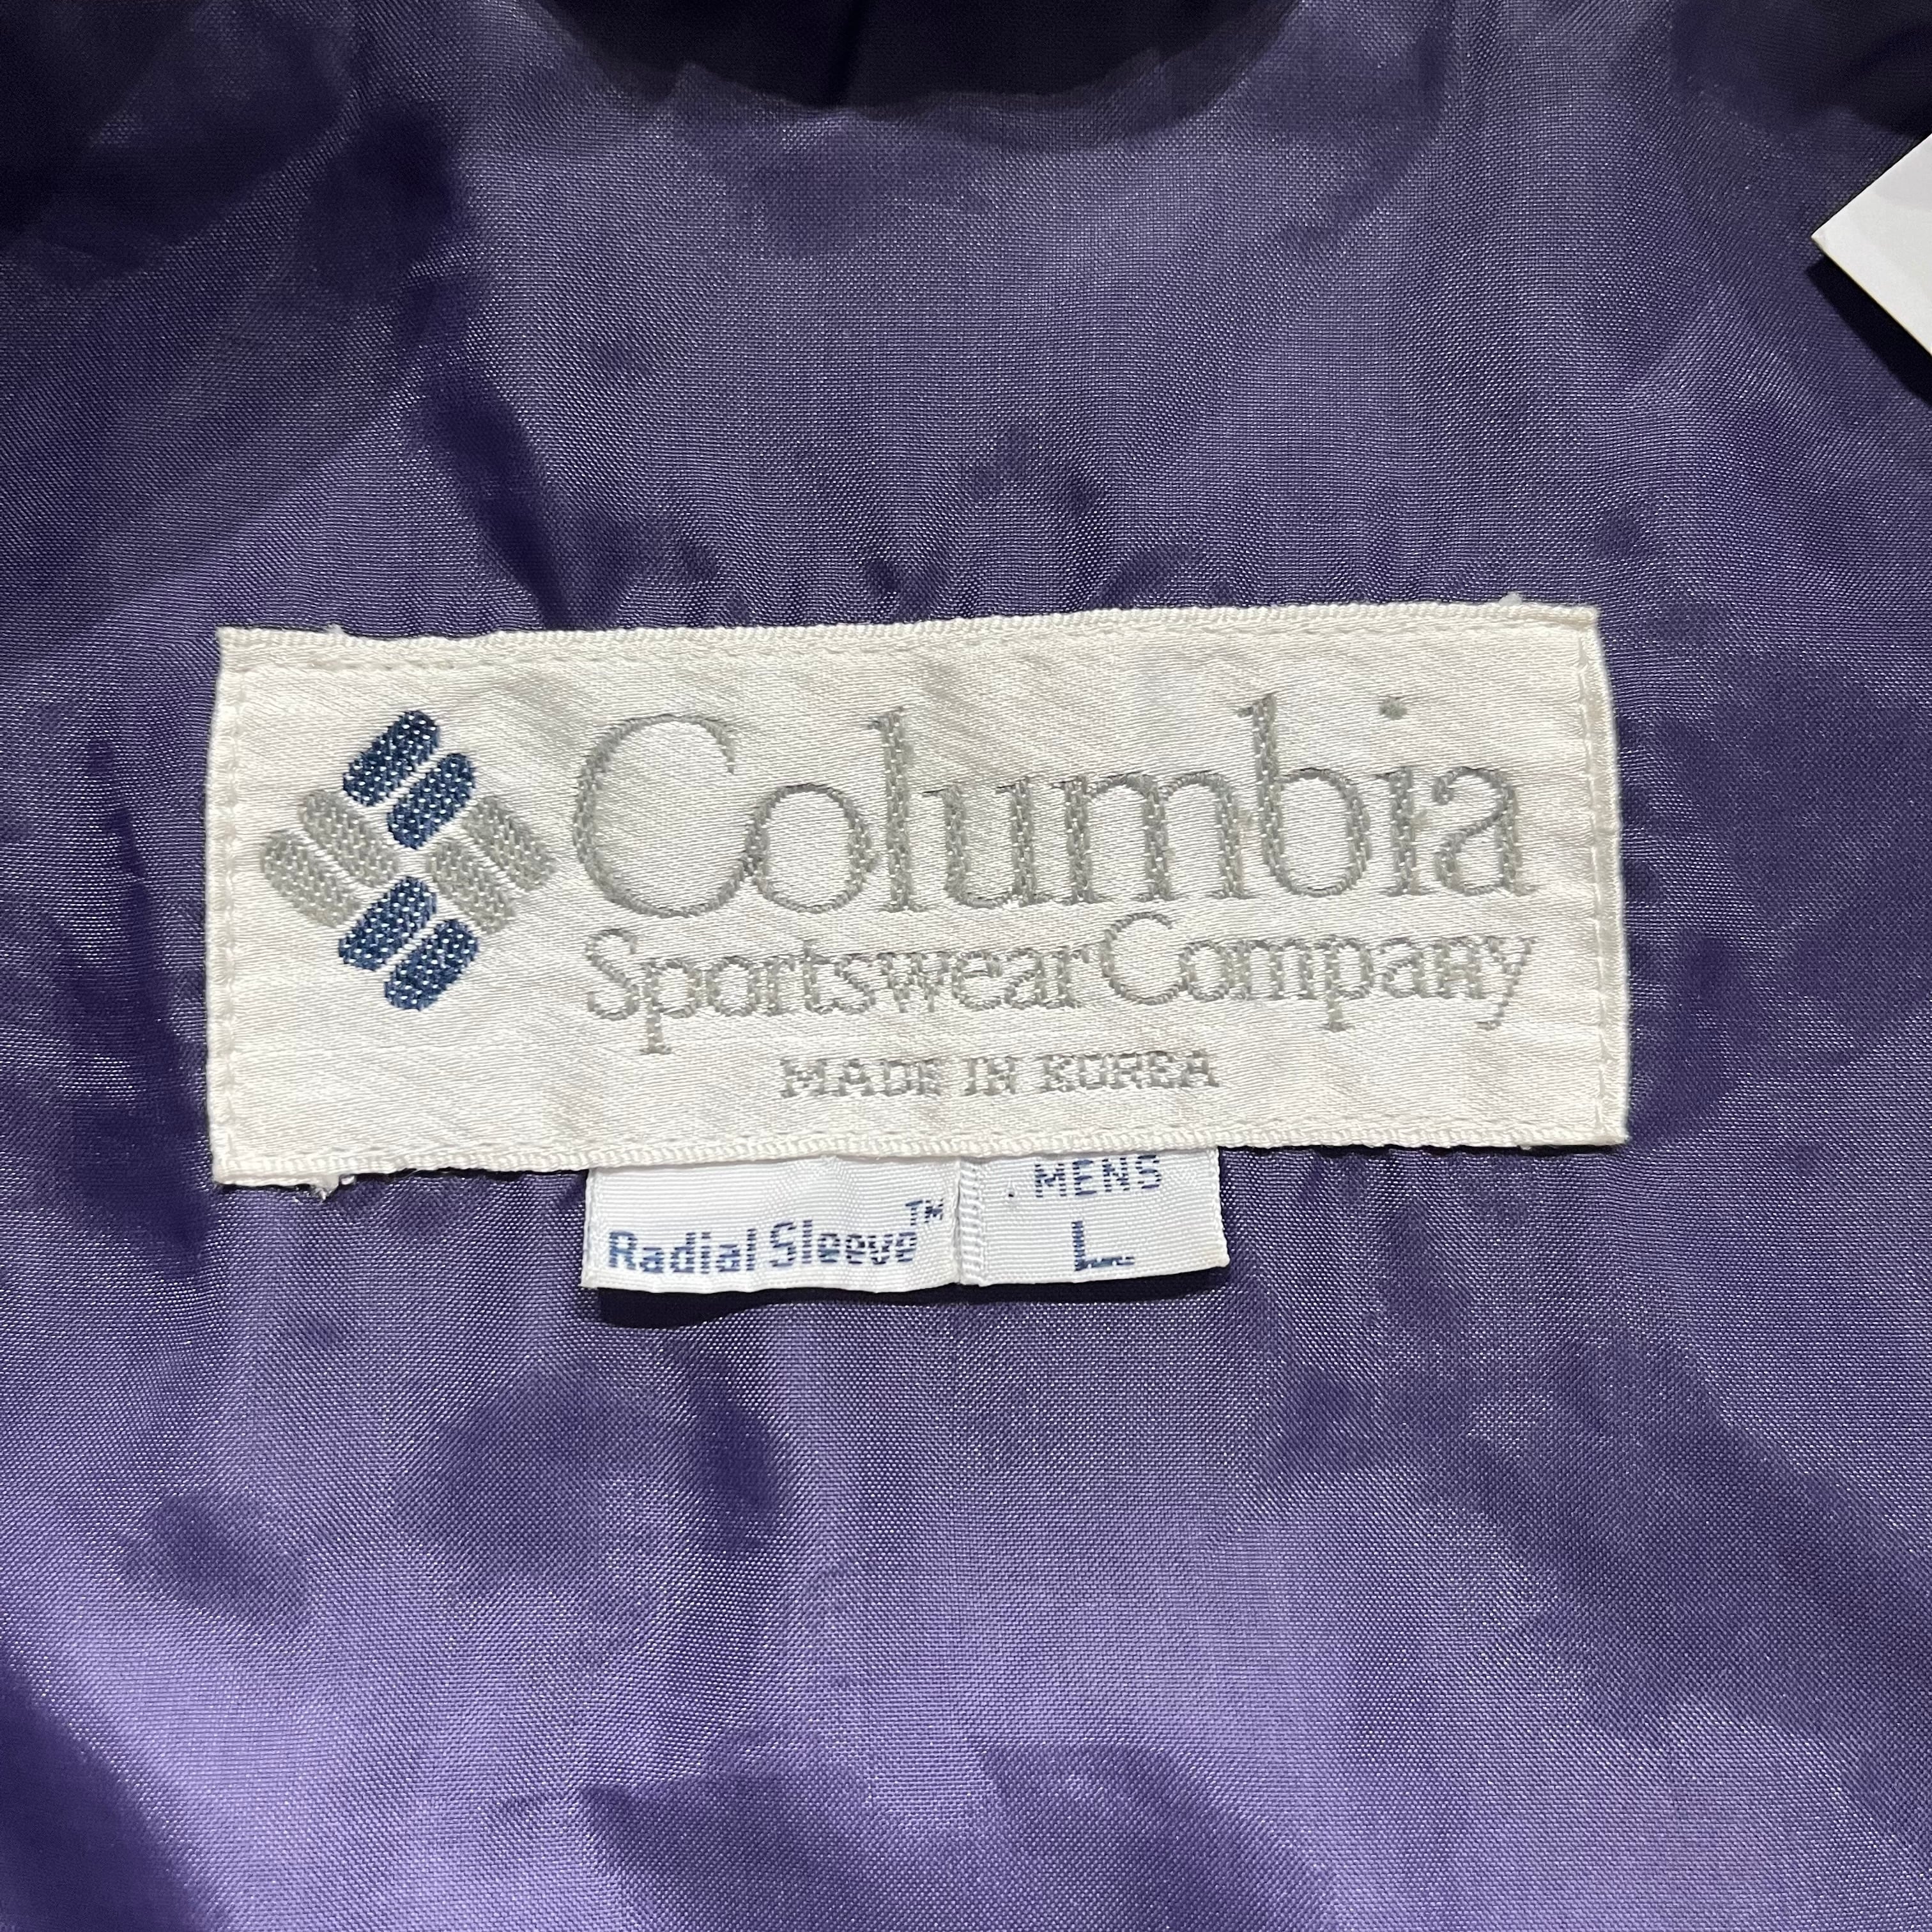 Columbia
Sportswear Company
MADE IN KOREA
Radial Sleeve™
MENS
L